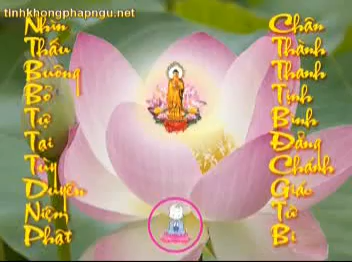 tinhkhongphapngu.net
Nhìn
Thấu
Buông
Bỏ
Tự
Tại
Tùy
Duyên
Niệm
Phật
Chân
Thành
Thanh
Tịnh
Bình
Đẳng
Chánh
Giác
Từ
Bi